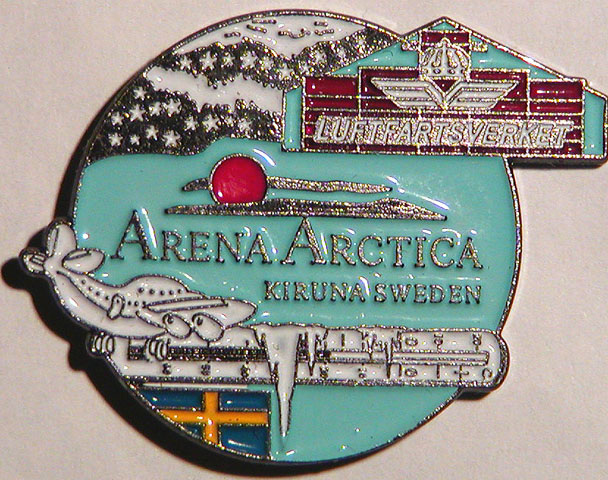 LUFTFARTSVERKET
ARENA ARCTICA
KIRUNA SWEDEN